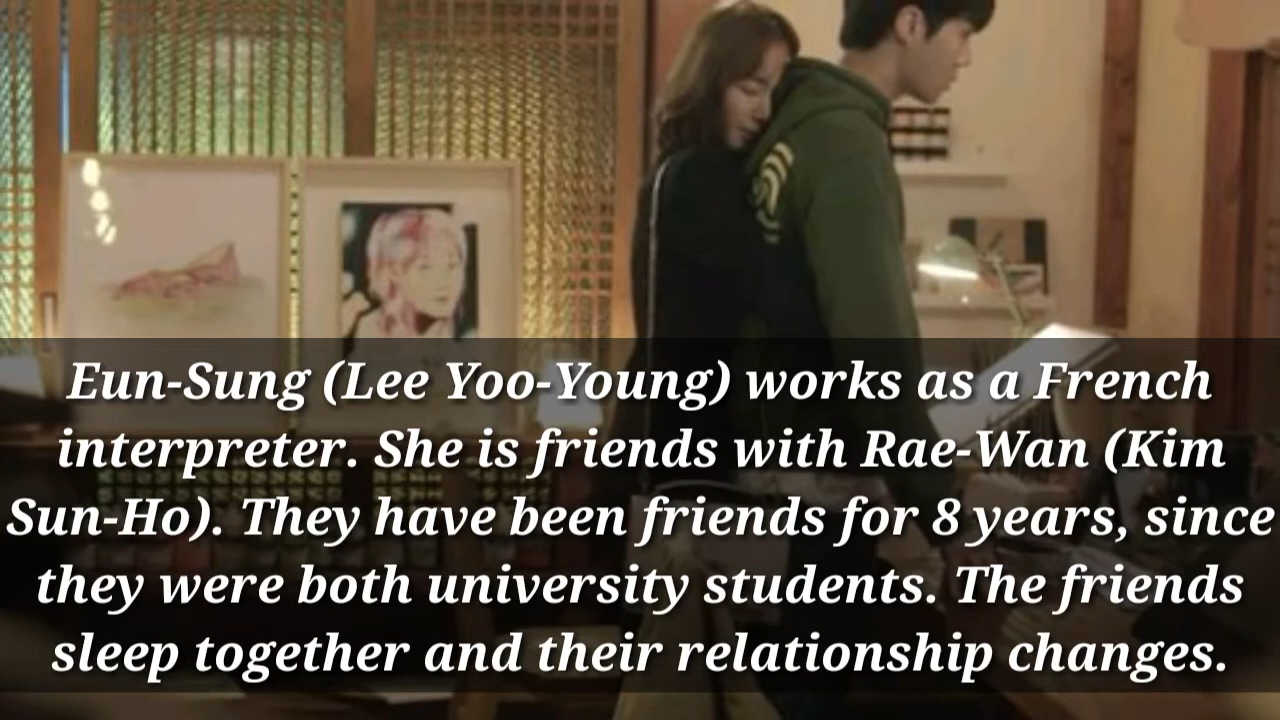 Eun-Sung (Lee Yoo-Young) works as a French
interpreter. She is friends with Rae-Wan (Kim
Sun-Ho). They have been friends for 8 years, since
they were both university students. The friends
sleep together and their relationship changes.